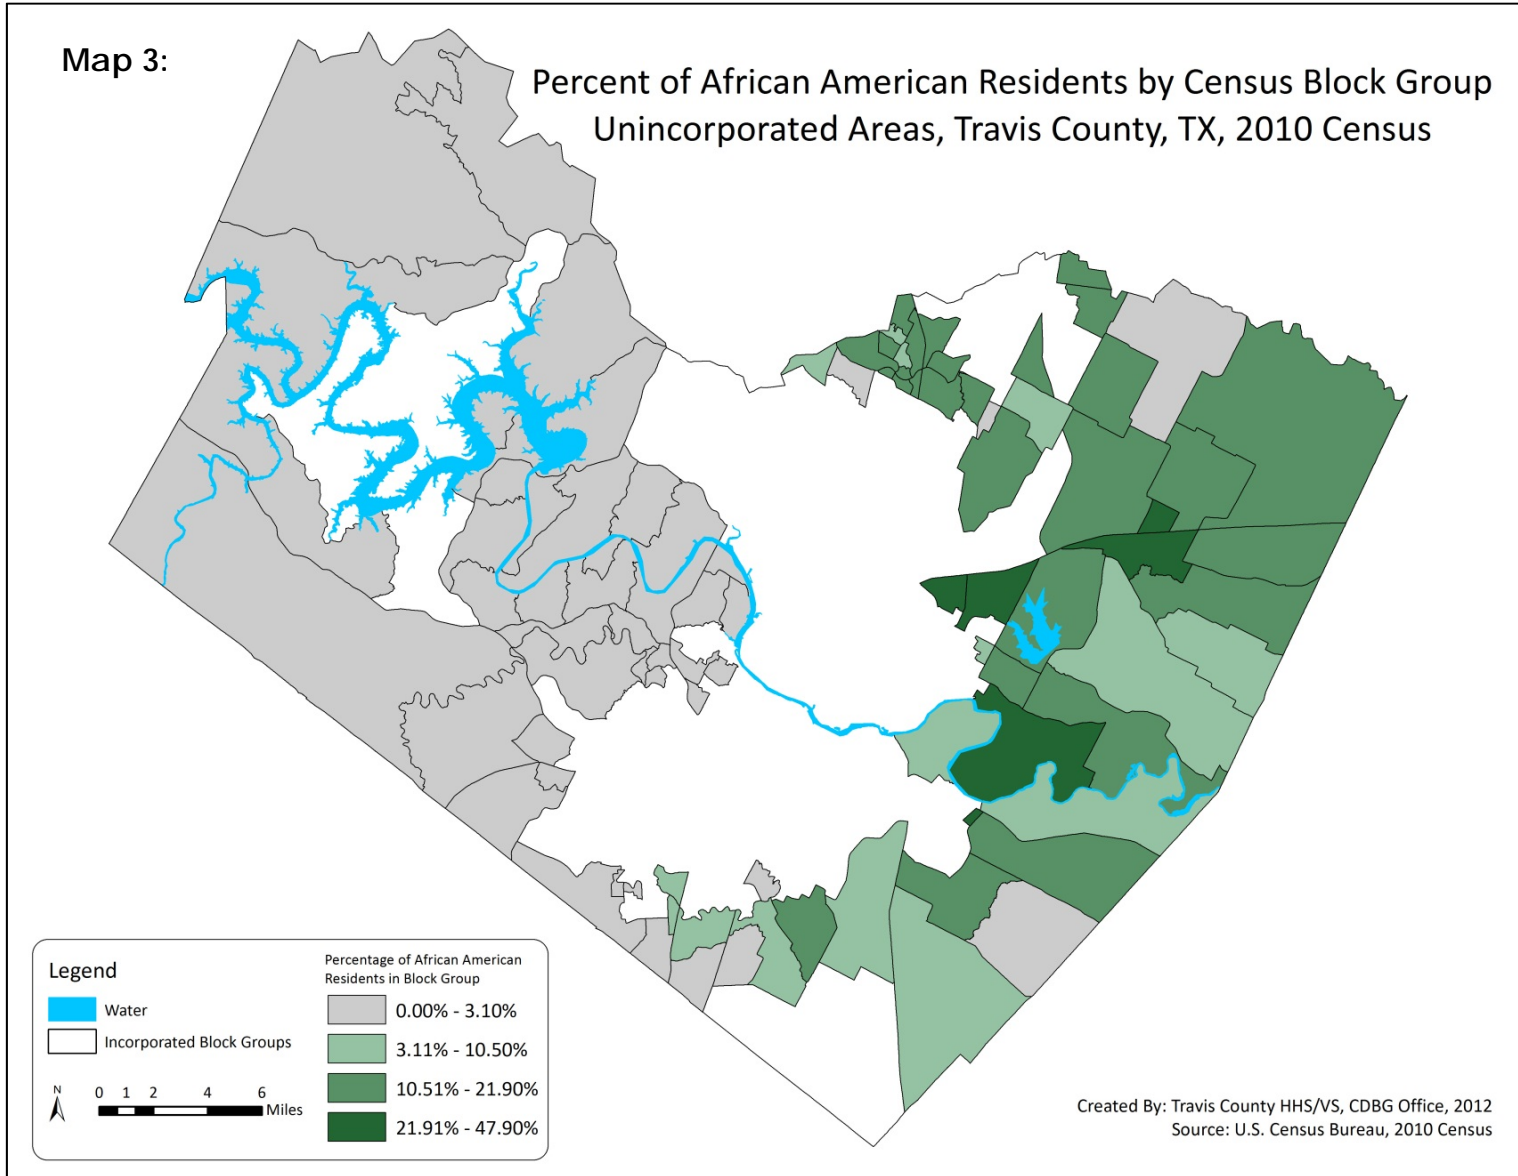 Map 3:
Percent of African American Residents by Census Block Group
Unincorporated Areas, Travis County, TX, 2010 Census
Legend
Water
Incorporated Block Groups
N
0 1 2 4 6
Miles
Percentage of African American
Residents in Block Group
0.00% - 3.10%
3.11% - 10.50%
10.51% - 21.90%
21.91% - 47.90%
Created By: Travis County HHS/VS, CDBG Office, 2012
Source: U.S. Census Bureau, 2010 Census